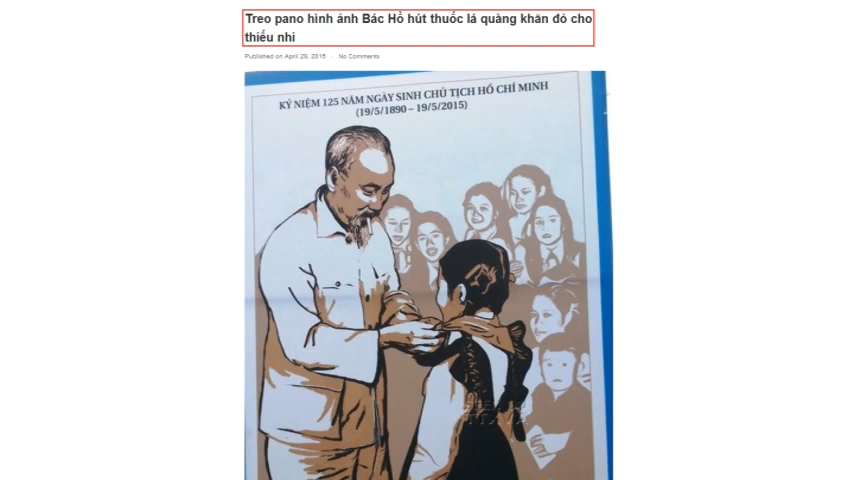 Treo pano hình ảnh Bác Hồ hút thuốc lá quàng khăn đỏ cho
thiếu nhi
Published on April 29, 2015 · No Comments
KỶ NIỆM 125 NĂM NGÀY SINH CHỦ TỊCH HỒ CHÍ MINH
(19/5/1890 - 19/5/2015)